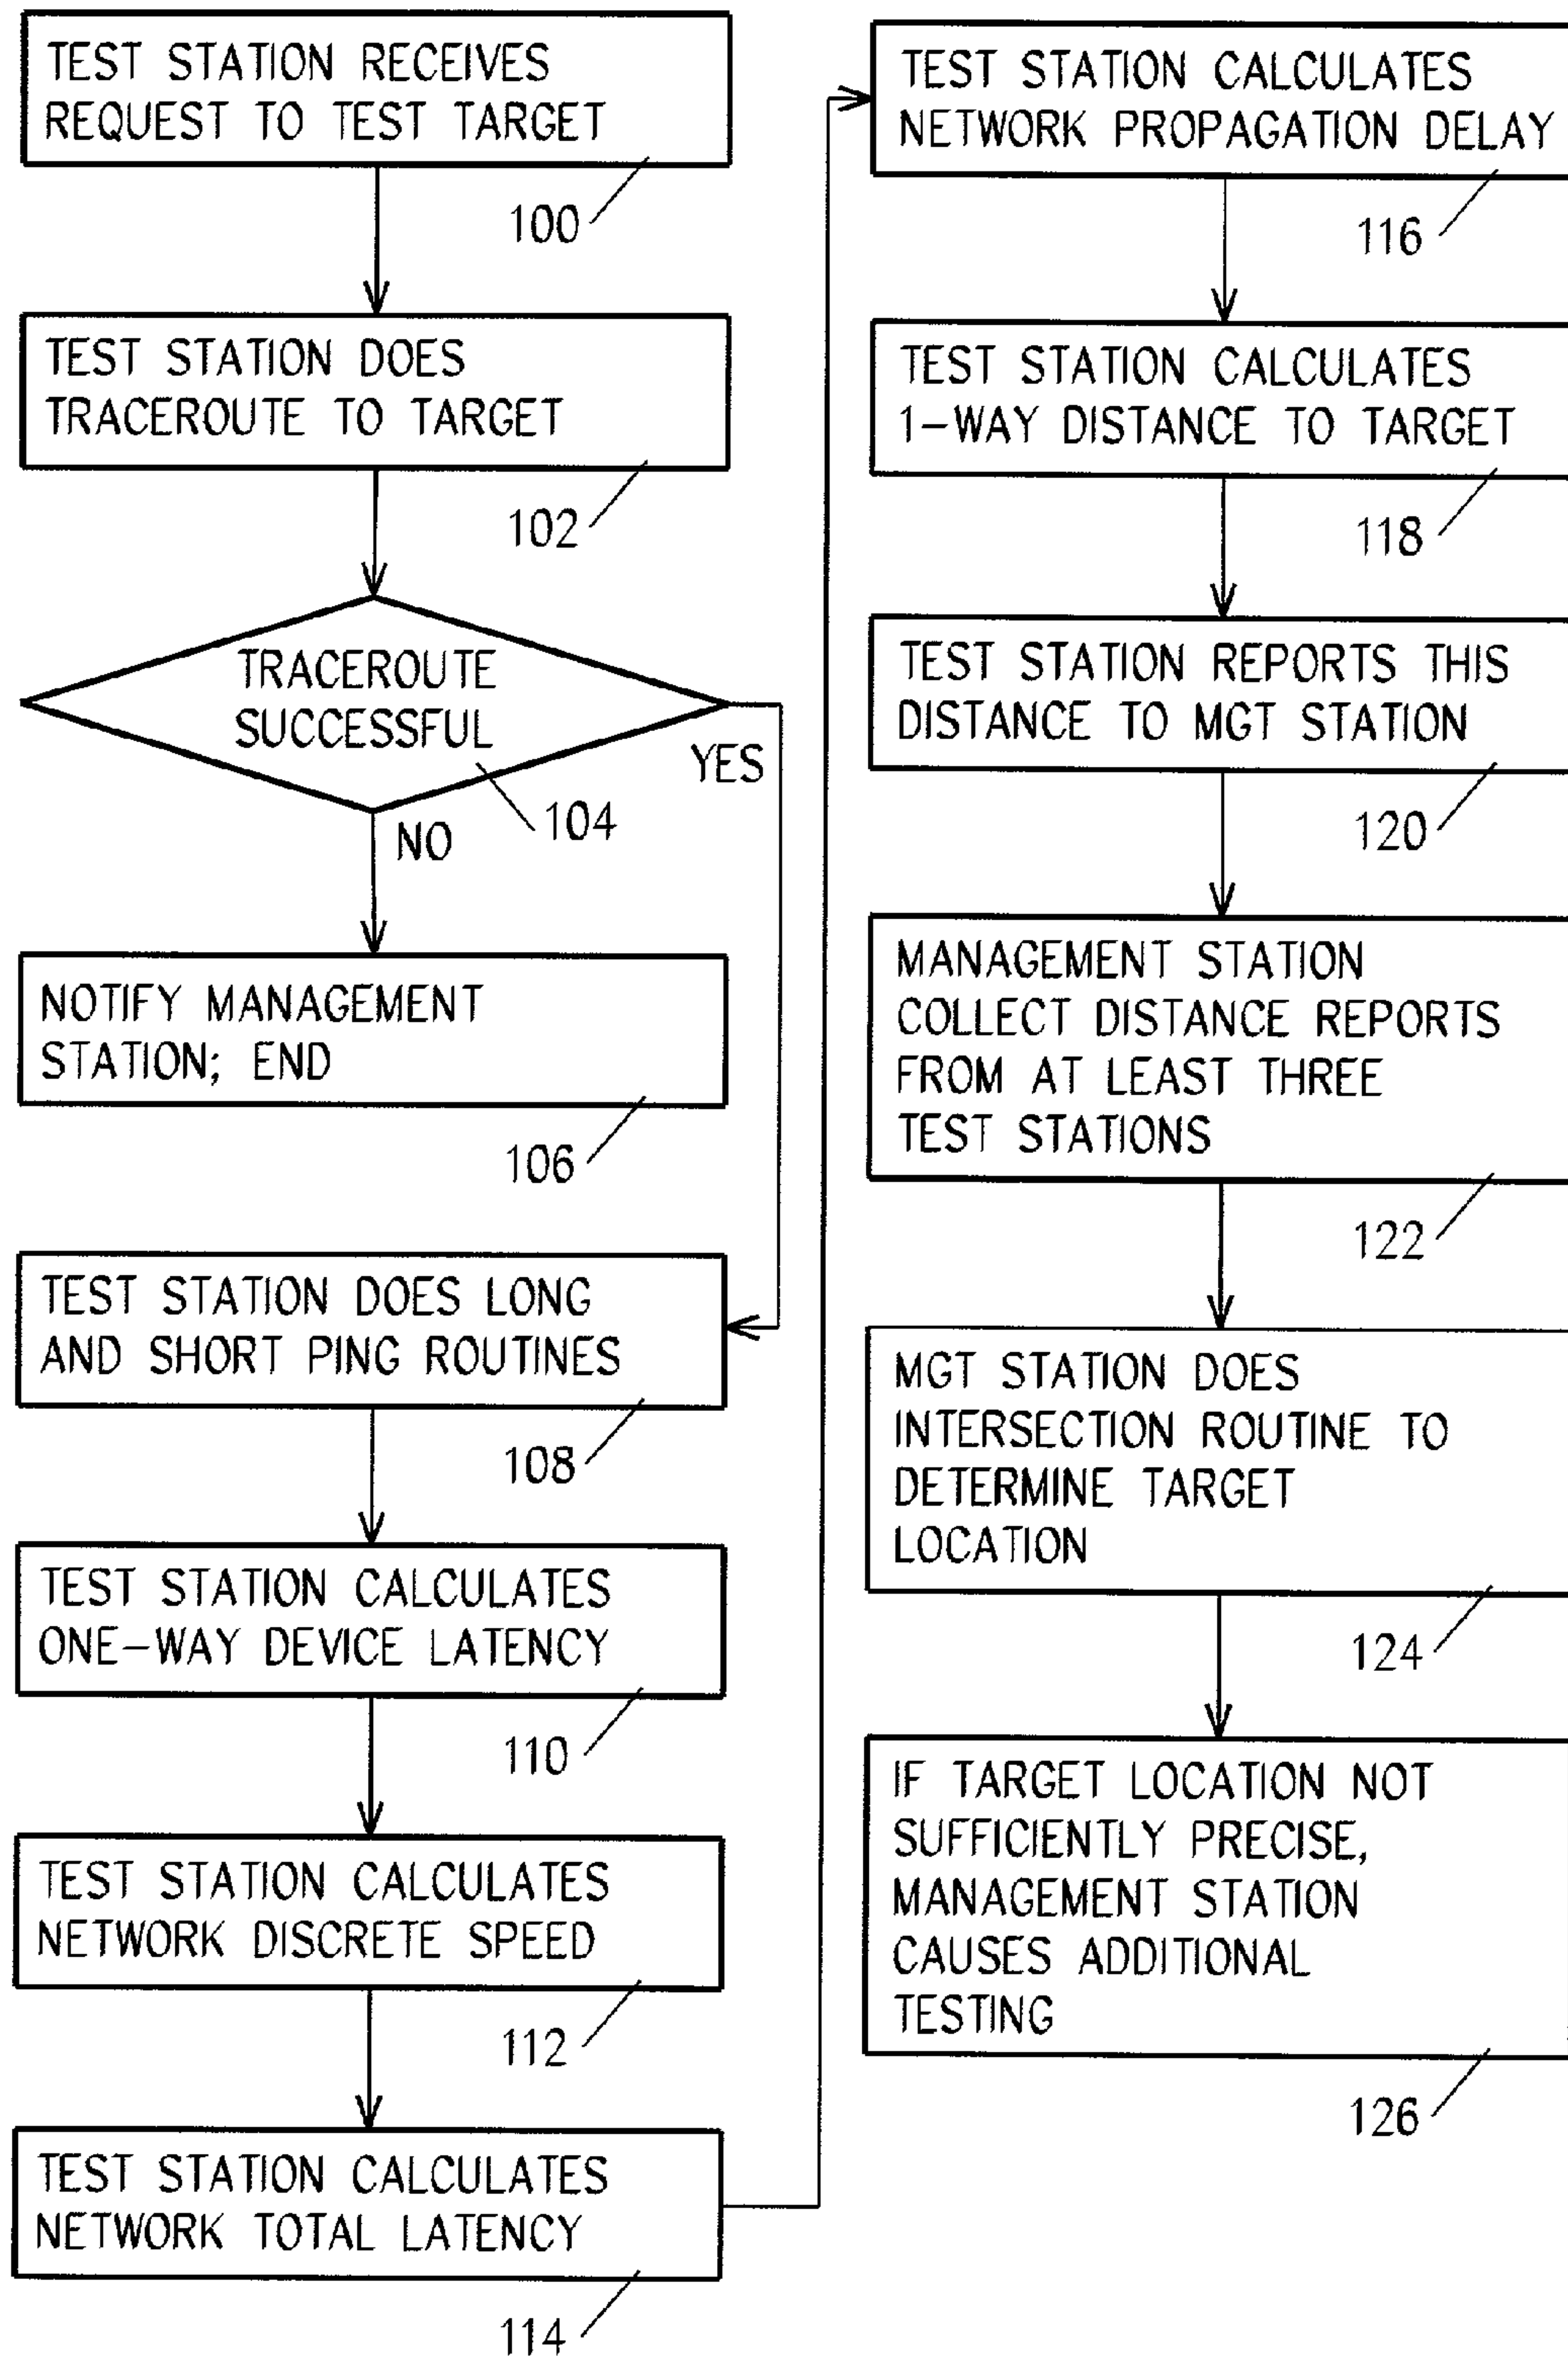 TEST STATION RECEIVES
REQUEST TO TEST TARGET
100
TEST STATION DOES
TRACEROUTE TO TARGET
102
TRACEROUTE
SUCCESSFUL
YES
104
NO
NOTIFY MANAGEMENT
STATION; END
106
TEST STATION DOES LONG
AND SHORT PING ROUTINES
108
TEST STATION CALCULATES
ONE-WAY DEVICE LATENCY
110
TEST STATION CALCULATES
NETWORK DISCRETE SPEED
112
TEST STATION CALCULATES
NETWORK TOTAL LATENCY
114
TEST STATION CALCULATES
NETWORK PROPAGATION DELAY
116
TEST STATION CALCULATES
1-WAY DISTANCE TO TARGET
118
TEST STATION REPORTS THIS
DISTANCE TO MGT STATION
120
MANAGEMENT STATION
COLLECT DISTANCE REPORTS
FROM AT LEAST THREE
TEST STATIONS
122
MGT STATION DOES
INTERSECTION ROUTINE TO
DETERMINE TARGET
LOCATION
124
IF TARGET LOCATION NOT
SUFFICIENTLY PRECISE,
MANAGEMENT STATION
CAUSES ADDITIONAL
TESTING
126